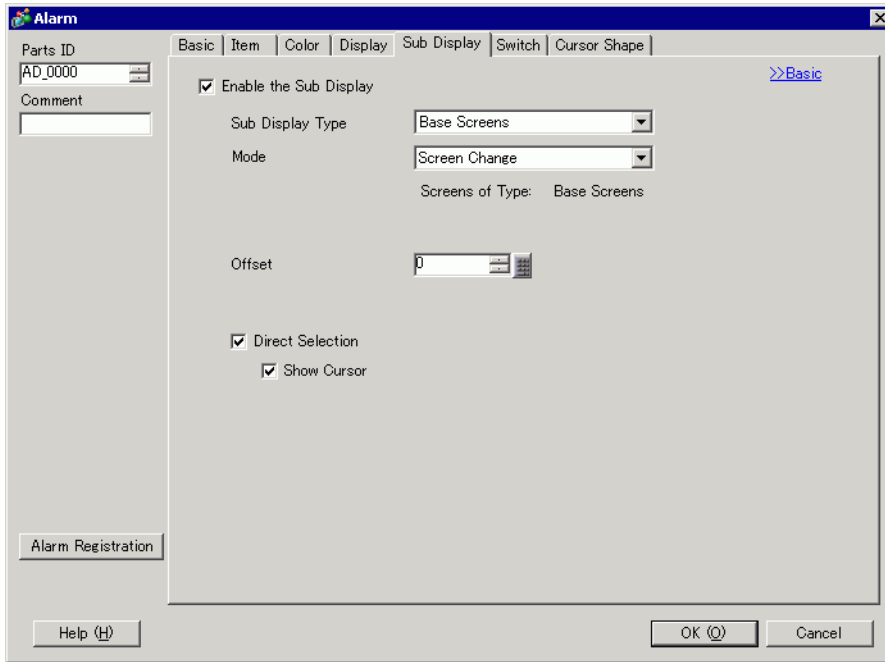 Alarm
Parts ID
AD_0000
Comment
Basic Item Color Display Sub Display Switch Cursor Shape
>>Basic
Enable the Sub Display
Sub Display Type Base Screens
Mode Screen Change
Screens of Type: Base Screens
Offset 0
Direct Selection
Show Cursor
Alarm Registration
Help (H) OK (O) Cancel